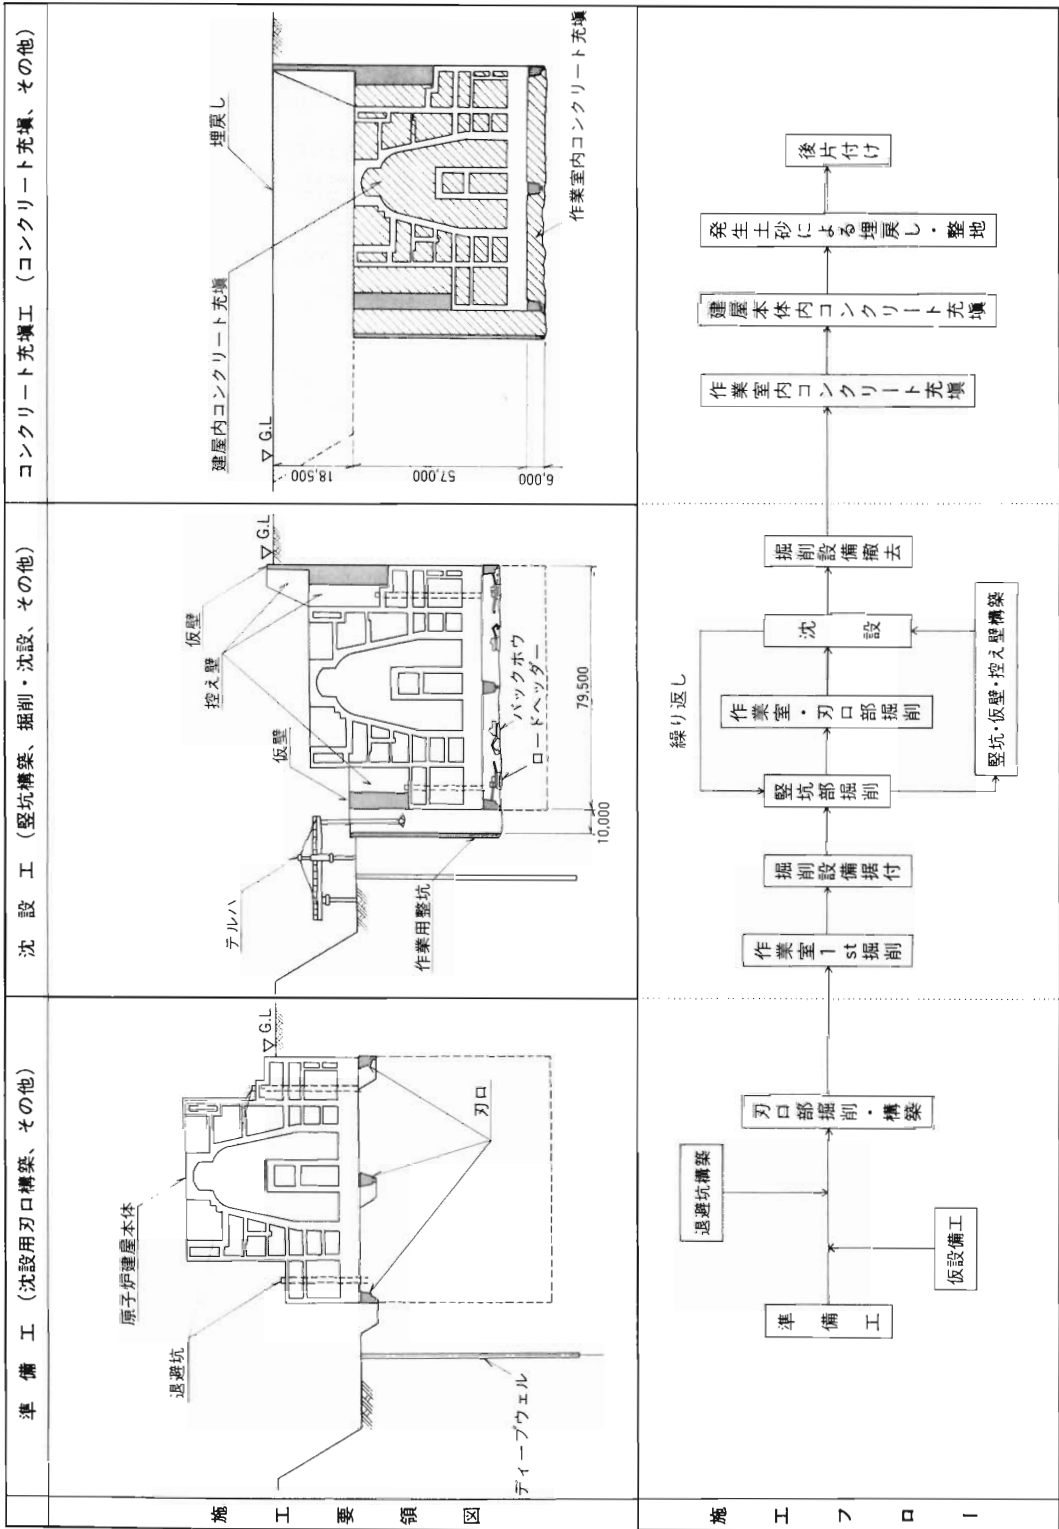 準備工（沈設用刃口構築、その他）
沈設工（竪坑構築、掘削・沈設、その他）
コンクリート充塡工（コンクリート充塡、その他）
施工要領図
原子炉建屋本体
退避坑
ディープウェル
刃口
▽ G.L
テルハ
作業用整坑
仮壁
控え壁
仮壁
▽ G.L
バックホウ
ロードヘッダー
79,500
10,000
建屋内コンクリート充塡
埋戻し
▽ G.L
18,500
57,000
6,000
作業室内コンクリート充塡
施工フロー
準備工
仮設備工
退避坑構築
刃口部掘削・構築
作業室1st掘削
掘削設備据付
竪坑部掘削
繰り返し
作業室・刃口部掘削
竪坑・仮壁・控え壁構築
沈設
掘削設備撤去
作業室内コンクリート充塡
建屋本体内コンクリート充塡
発生土砂による埋戻し・整地
後片付け